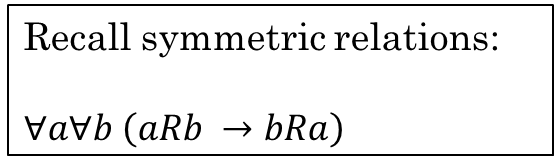 Recall symmetric relations:
∀a∀b (aRb → bRa)